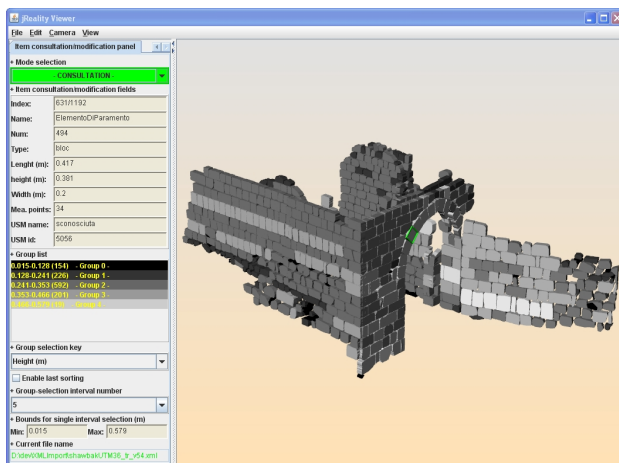 jReality Viewer
File Edit Camera View
Item consultation/modification panel
+ Mode selection
- CONSULTATION -
+ Item consultation/modification fields
Index: 631/1192
Name: ElementoDiParamento
Num: 494
Type: bloc
Lenght (m): 0.417
height (m): 0.381
Width (m): 0.2
Mea. points: 34
USM name: sconosciuta
USM id: 5056
+ Group list
0.015-0.128 (154) - Group 0 -
0.128-0.241 (226) - Group 1 -
0.241-0.353 (592) - Group 2 -
0.353-0.466 (201) - Group 3 -
+ Group selection key
Height (m)
Enable last sorting
+ Group-selection interval number
5
+ Bounds for single interval selection (m)
Min: 0.015 Max: 0.579
+ Current file name